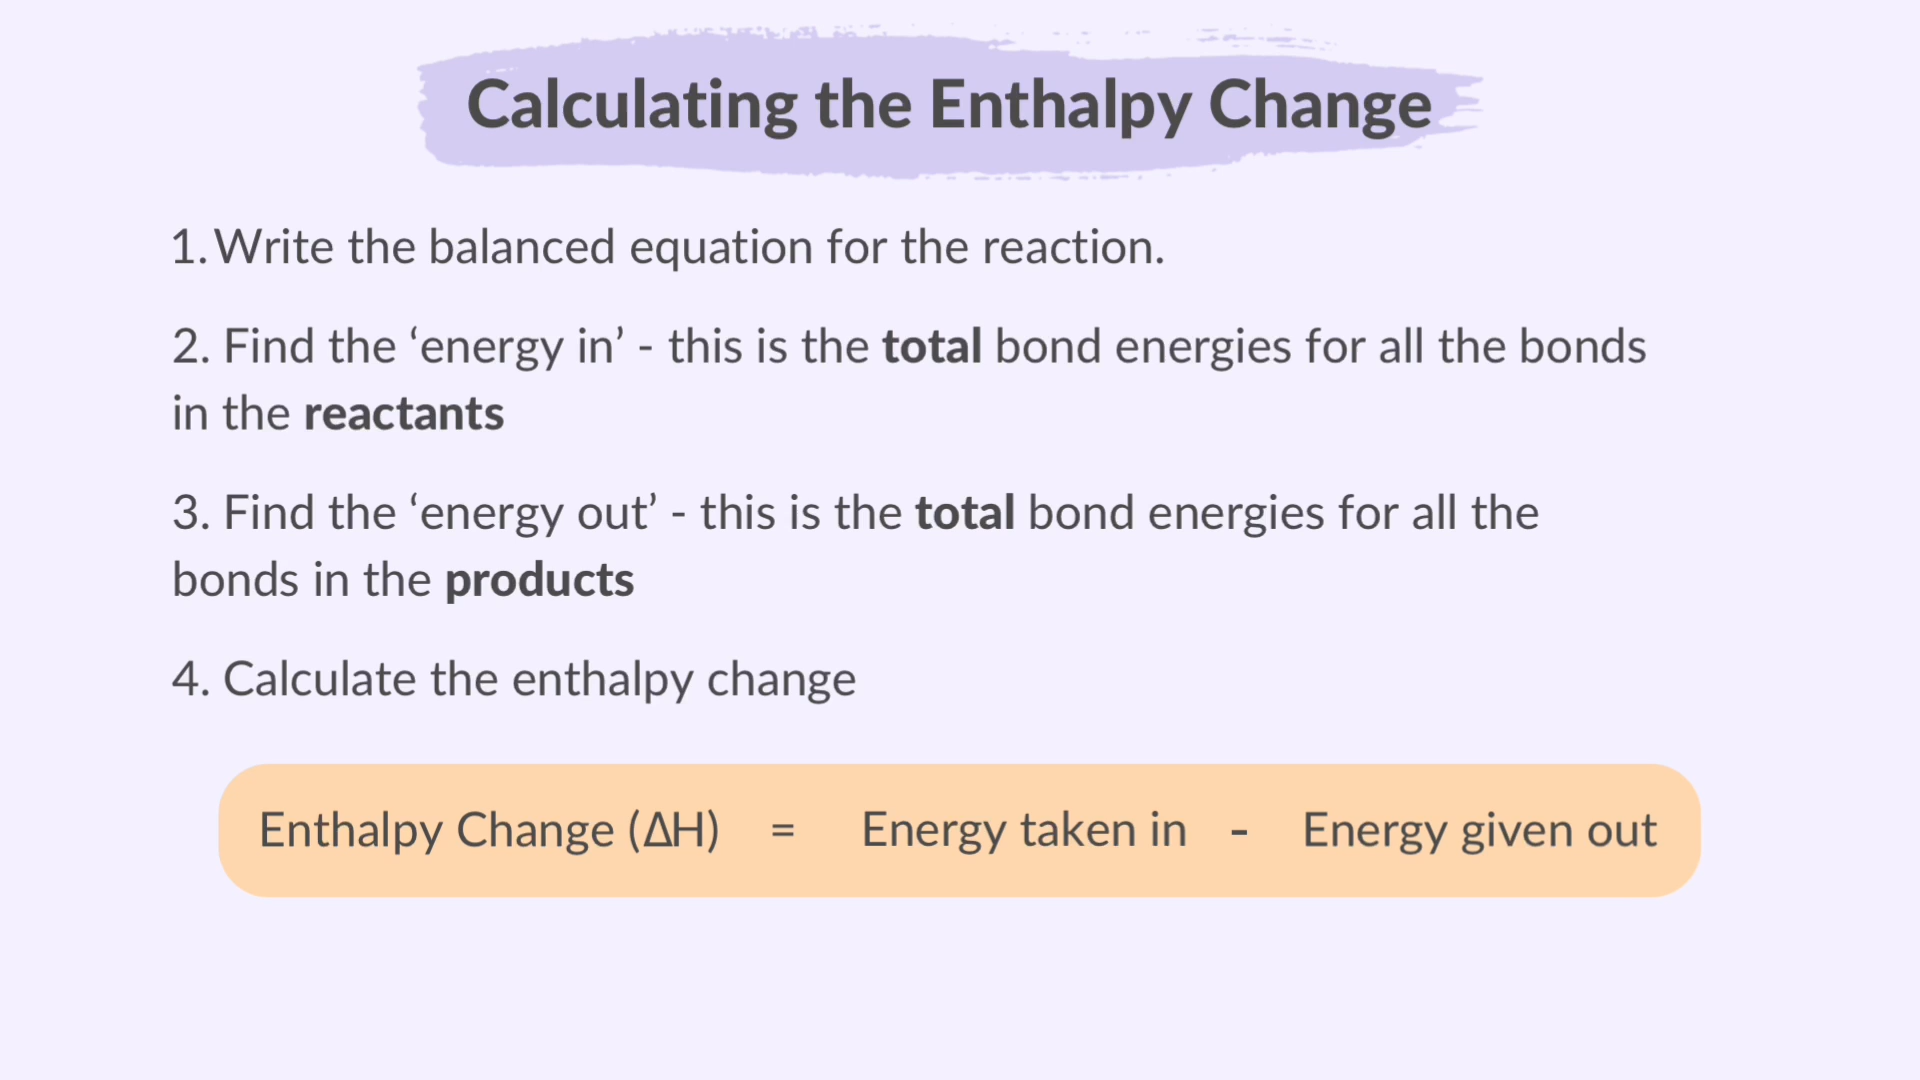 Calculating the Enthalpy Change
1. Write the balanced equation for the reaction.
2. Find the ‘energy in’ - this is the total bond energies for all the bonds
in the reactants
3. Find the ‘energy out’ - this is the total bond energies for all the
bonds in the products
4. Calculate the enthalpy change
Enthalpy Change (ΔH) = Energy taken in - Energy given out